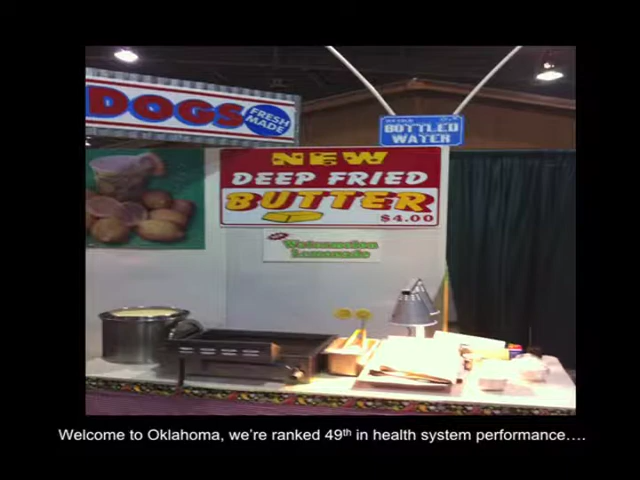 DOGS
FRESH
MADE
BOTTLED
WATER
NEW
DEEP FRIED
BUTTER
$4.00
Watermelon
Lemonade
Welcome to Oklahoma, we're ranked 49th in health system performance….